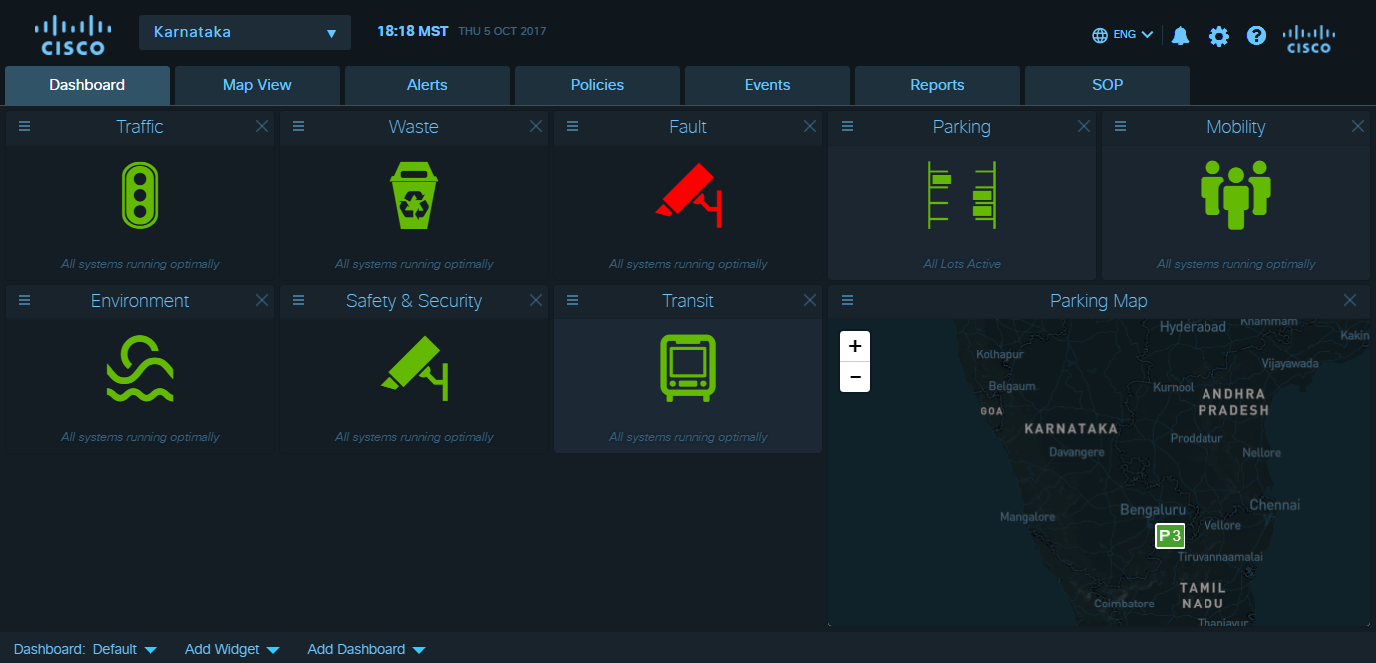 CISCO
Karnataka
18:18 MST THU 5 OCT 2017
ENG
CISCO
Dashboard Map View Alerts Policies Events Reports SOP
Traffic Waste Fault Parking Mobility
All systems running optimally All systems running optimally All systems running optimally All Lots Active All systems running optimally
Environment Safety & Security Transit Parking Map
All systems running optimally All systems running optimally All systems running optimally
+
−
Hyderabad
Khammam
Kakin
Kolhapur
Vijayawada
Belgaum
Kurnool
ANDHRA
PRADESH
GOA
KARNATAKA
Proddatur
Davangere
Nellore
Chennai
Bengaluru
Mangalore
Vellore
P 3
Tiruvannaamalai
TAMIL
NADU
Coimbatore
Thanjavur
Dashboard: Default Add Widget Add Dashboard